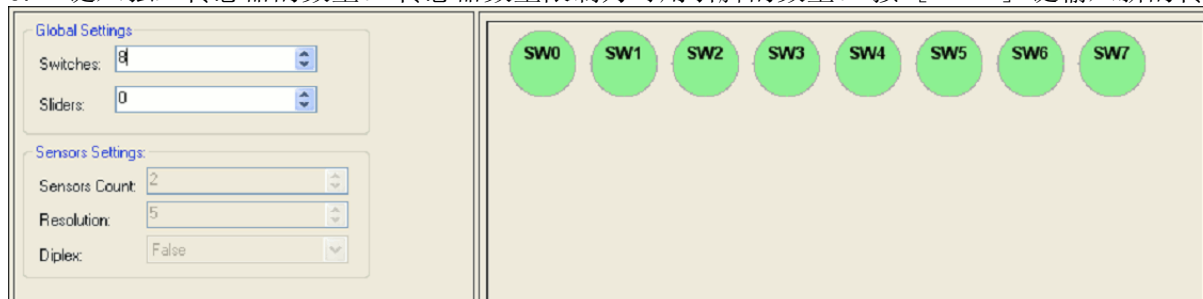 Global Settings
Switches: 8
Sliders: 0
Sensors Settings:
Sensors Count: 2
Resolution: 5
Diplex: False
SW0 SW1 SW2 SW3 SW4 SW5 SW6 SW7